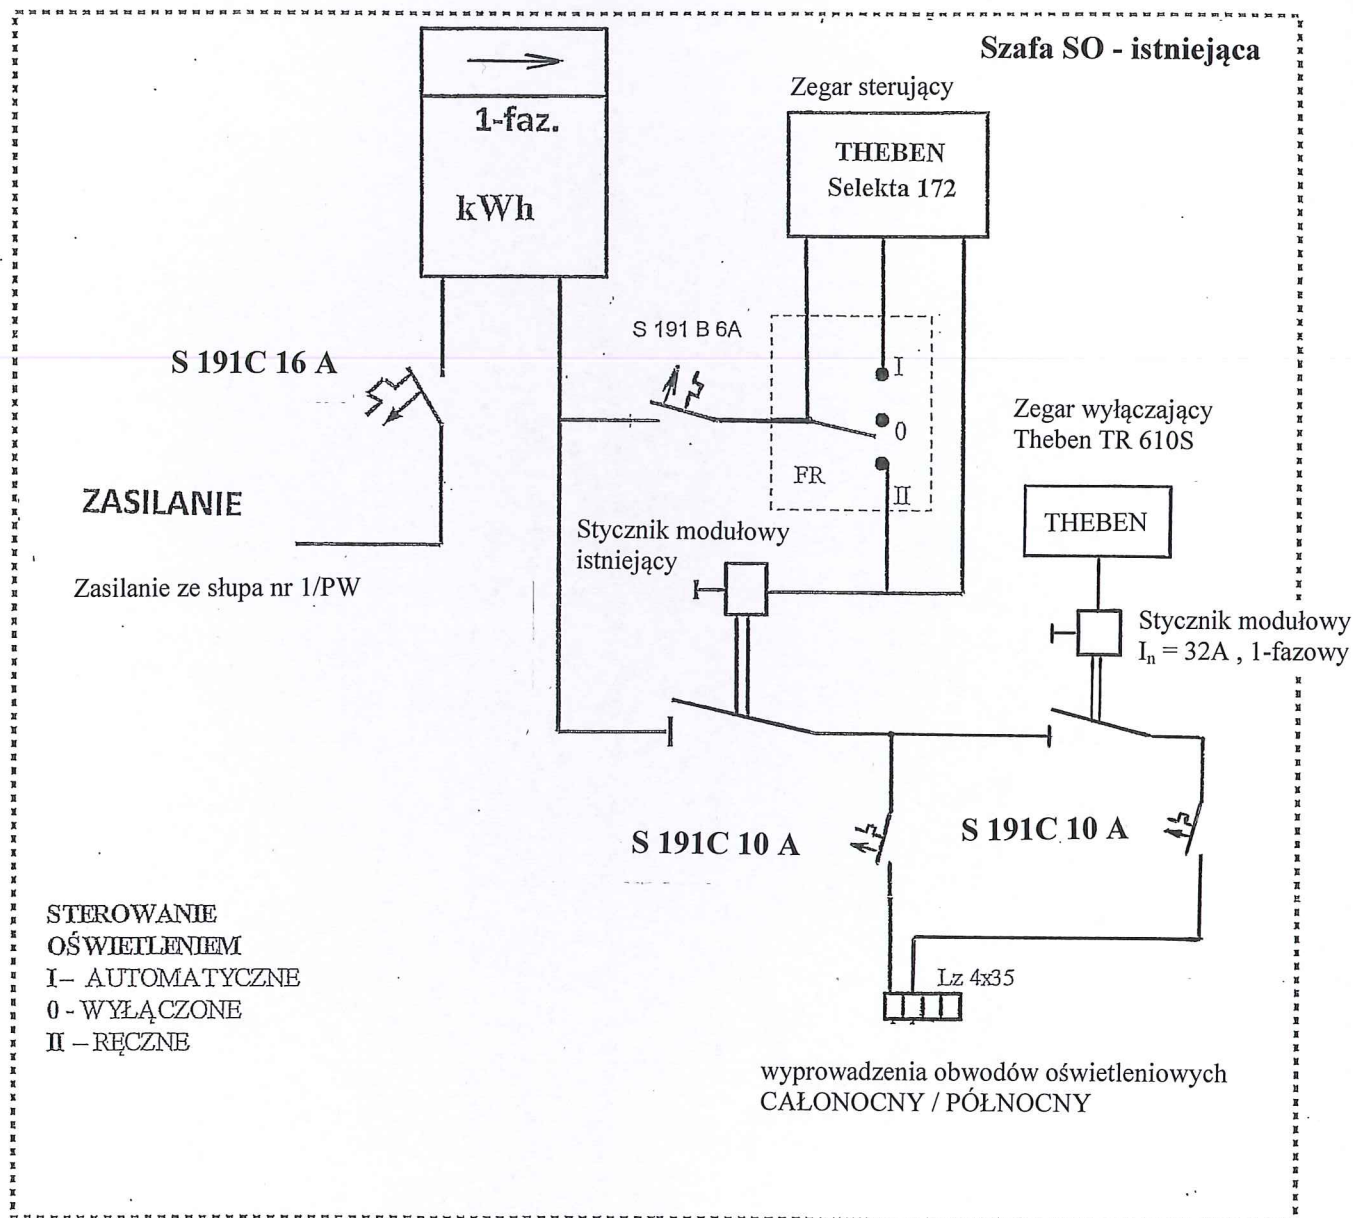 Szafa SO - istniejąca
1-faz.
kWh
Zegar sterujący
THEBEN
Selekta 172
S 191 B 6A
S 191C 16 A
I
0
II
FR
Zegar wyłączający
Theben TR 610S
THEBEN
ZASILANIE
Zasilanie ze słupa nr 1/PW
Stycznik modułowy
istniejący
Stycznik modułowy
In = 32A , 1-fazowy
S 191C 10 A
S 191C 10 A
STEROWANIE
OŚWIETLENIEM
I– AUTOMATYCZNE
0 - WYŁĄCZONE
II – RĘCZNE
Lz 4x35
wyprowadzenia obwodów oświetleniowych
CAŁONOCNY / PÓŁNOCNY